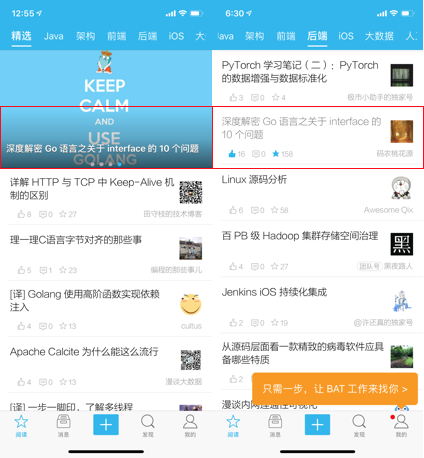 12:55
精选 Java 架构 前端 后端 iOS 大
KEEP
CALM
AND
USE
GOLANG
深度解密 Go 语言之关于 interface 的 10 个问题
详解 HTTP 与 TCP 中 Keep-Alive 机
制的区别
8 0 27
田守枝的技术博客
理一理C语言字节对齐的那些事
5 1 23
编程的那些事儿
[译] Golang 使用高阶函数实现依赖
注入
4 0 13
cultus
Apache Calcite 为什么能这么流行
4 0 13
漫谈大数据
[译] 一步一脚印，了解多线程
阅读 消息 发现 我的
6:30
Java 架构 前端 后端 iOS 大数据
PyTorch 学习笔记（二）：PyTorch
的数据增强与数据标准化
3 0 4
极市小助手的独家号
深度解密 Go 语言之关于 interface 的
10 个问题
16 0 158
码农桃花源
Linux 源码分析
6 0 58
Awesome Qix
百 PB 级 Hadoop 集群存储空间治理
黑
4 0 27
团队号 黑夜路人
Jenkins iOS 持续化集成
2 0 19
@许还真的独家号
从源码层面看一款精致的病毒软件应具
备哪些特质
2
只需一步，让 BAT 工作来找你 >
漫谈内网连通性可视化
阅读 消息 发现 我的